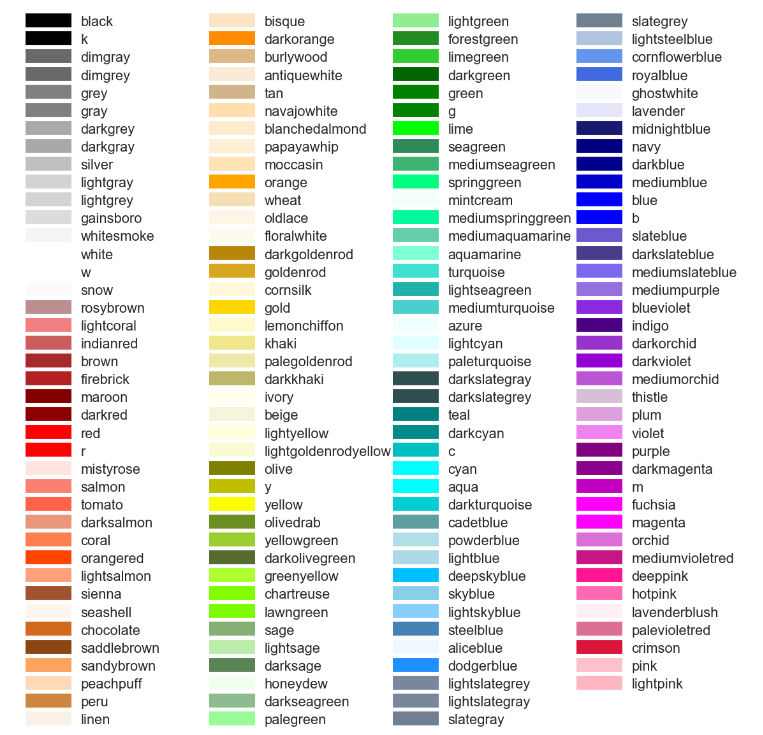 black
k
dimgray
dimgrey
grey
gray
darkgrey
darkgray
silver
lightgray
lightgrey
gainsboro
whitesmoke
white
w
snow
rosybrown
lightcoral
indianred
brown
firebrick
maroon
darkred
red
r
mistyrose
salmon
tomato
darksalmon
coral
orangered
lightsalmon
sienna
seashell
chocolate
saddlebrown
sandybrown
peachpuff
peru
linen
bisque
darkorange
burlywood
antiquewhite
tan
navajowhite
blanchedalmond
papayawhip
moccasin
orange
wheat
oldlace
floralwhite
darkgoldenrod
goldenrod
cornsilk
gold
lemonchiffon
khaki
palegoldenrod
darkkhaki
ivory
beige
lightyellow
lightgoldenrodyellow
olive
y
yellow
olivedrab
yellowgreen
darkolivegreen
greenyellow
chartreuse
lawngreen
sage
lightsage
darksage
honeydew
darkseagreen
palegreen
lightgreen
forestgreen
limegreen
darkgreen
green
g
lime
seagreen
mediumseagreen
springgreen
mintcream
mediumspringgreen
mediumaquamarine
aquamarine
turquoise
lightseagreen
mediumturquoise
azure
lightcyan
paleturquoise
darkslategray
darkslategrey
teal
darkcyan
c
cyan
aqua
darkturquoise
cadetblue
powderblue
lightblue
deepskyblue
skyblue
lightskyblue
steelblue
aliceblue
dodgerblue
lightslategrey
lightslategray
slategray
slategrey
lightsteelblue
cornflowerblue
royalblue
ghostwhite
lavender
midnightblue
navy
darkblue
mediumblue
blue
b
slateblue
darkslateblue
mediumslateblue
mediumpurple
blueviolet
indigo
darkorchid
darkviolet
mediumorchid
thistle
plum
violet
purple
darkmagenta
m
fuchsia
magenta
orchid
mediumvioletred
deeppink
hotpink
lavenderblush
palevioletred
crimson
pink
lightpink